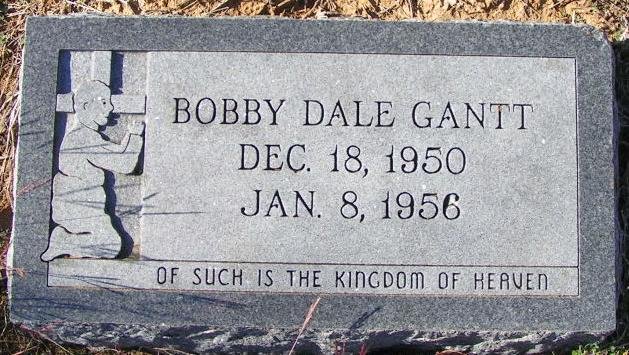 BOBBY DALE GANTT
DEC. 18, 1950
JAN. 8, 1956
OF SUCH IS THE KINGDOM OF HEAVEN